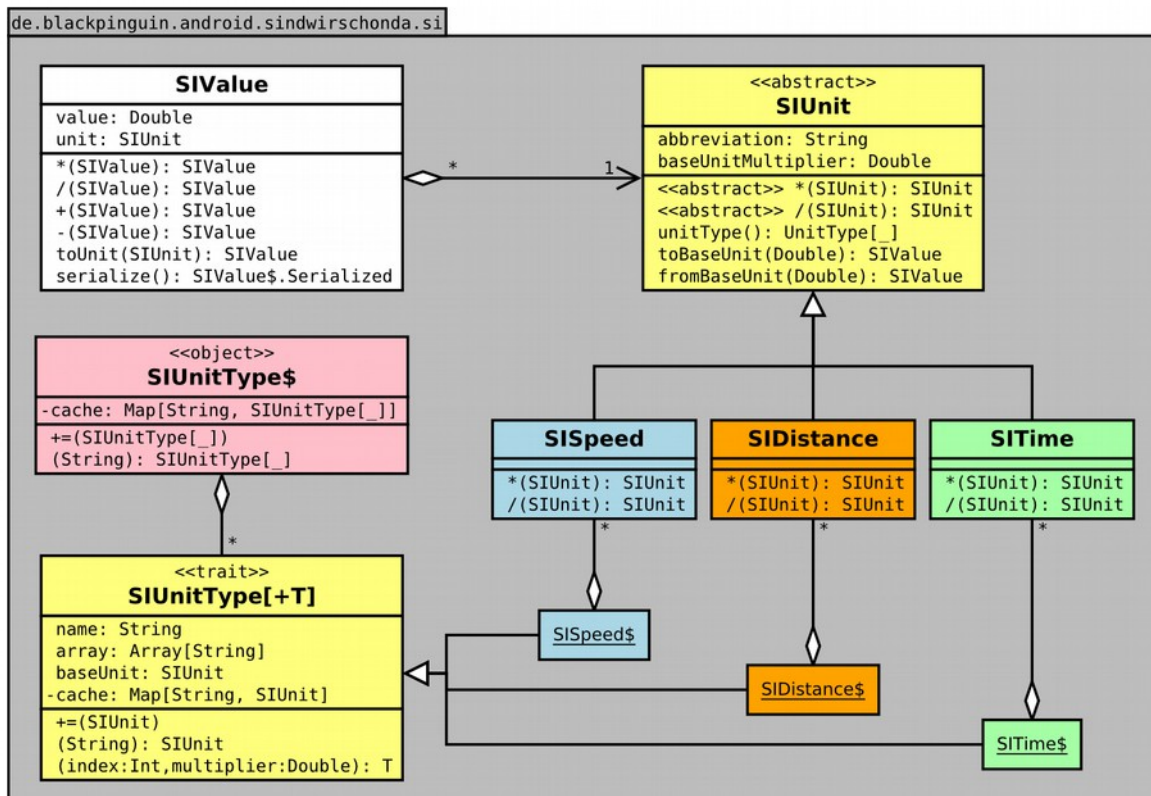 de.blackpinguin.android.sindwirschonda.si
SIValue
value: Double
unit: SIUnit
*(SIValue): SIValue
/(SIValue): SIValue
+(SIValue): SIValue
-(SIValue): SIValue
toUnit(SIUnit): SIValue
serialize(): SIValue$.Serialized
* 1
<<abstract>>
SIUnit
abbreviation: String
baseUnitMultiplier: Double
<<abstract>> *(SIUnit): SIUnit
<<abstract>> /(SIUnit): SIUnit
unitType(): UnitType[_]
toBaseUnit(Double): SIValue
fromBaseUnit(Double): SIValue
<<object>>
SIUnitType$
-cache: Map[String, SIUnitType[_]]
+=(SIUnitType[_])
(String): SIUnitType[_]
*
SISpeed
*(SIUnit): SIUnit
/(SIUnit): SIUnit
*
SIDistance
*(SIUnit): SIUnit
/(SIUnit): SIUnit
*
SITime
*(SIUnit): SIUnit
/(SIUnit): SIUnit
*
<<trait>>
SIUnitType[+T]
name: String
array: Array[String]
baseUnit: SIUnit
-cache: Map[String, SIUnit]
+=(SIUnit)
(String): SIUnit
(index:Int,multiplier:Double): T
SISpeed$
SIDistance$
SITime$